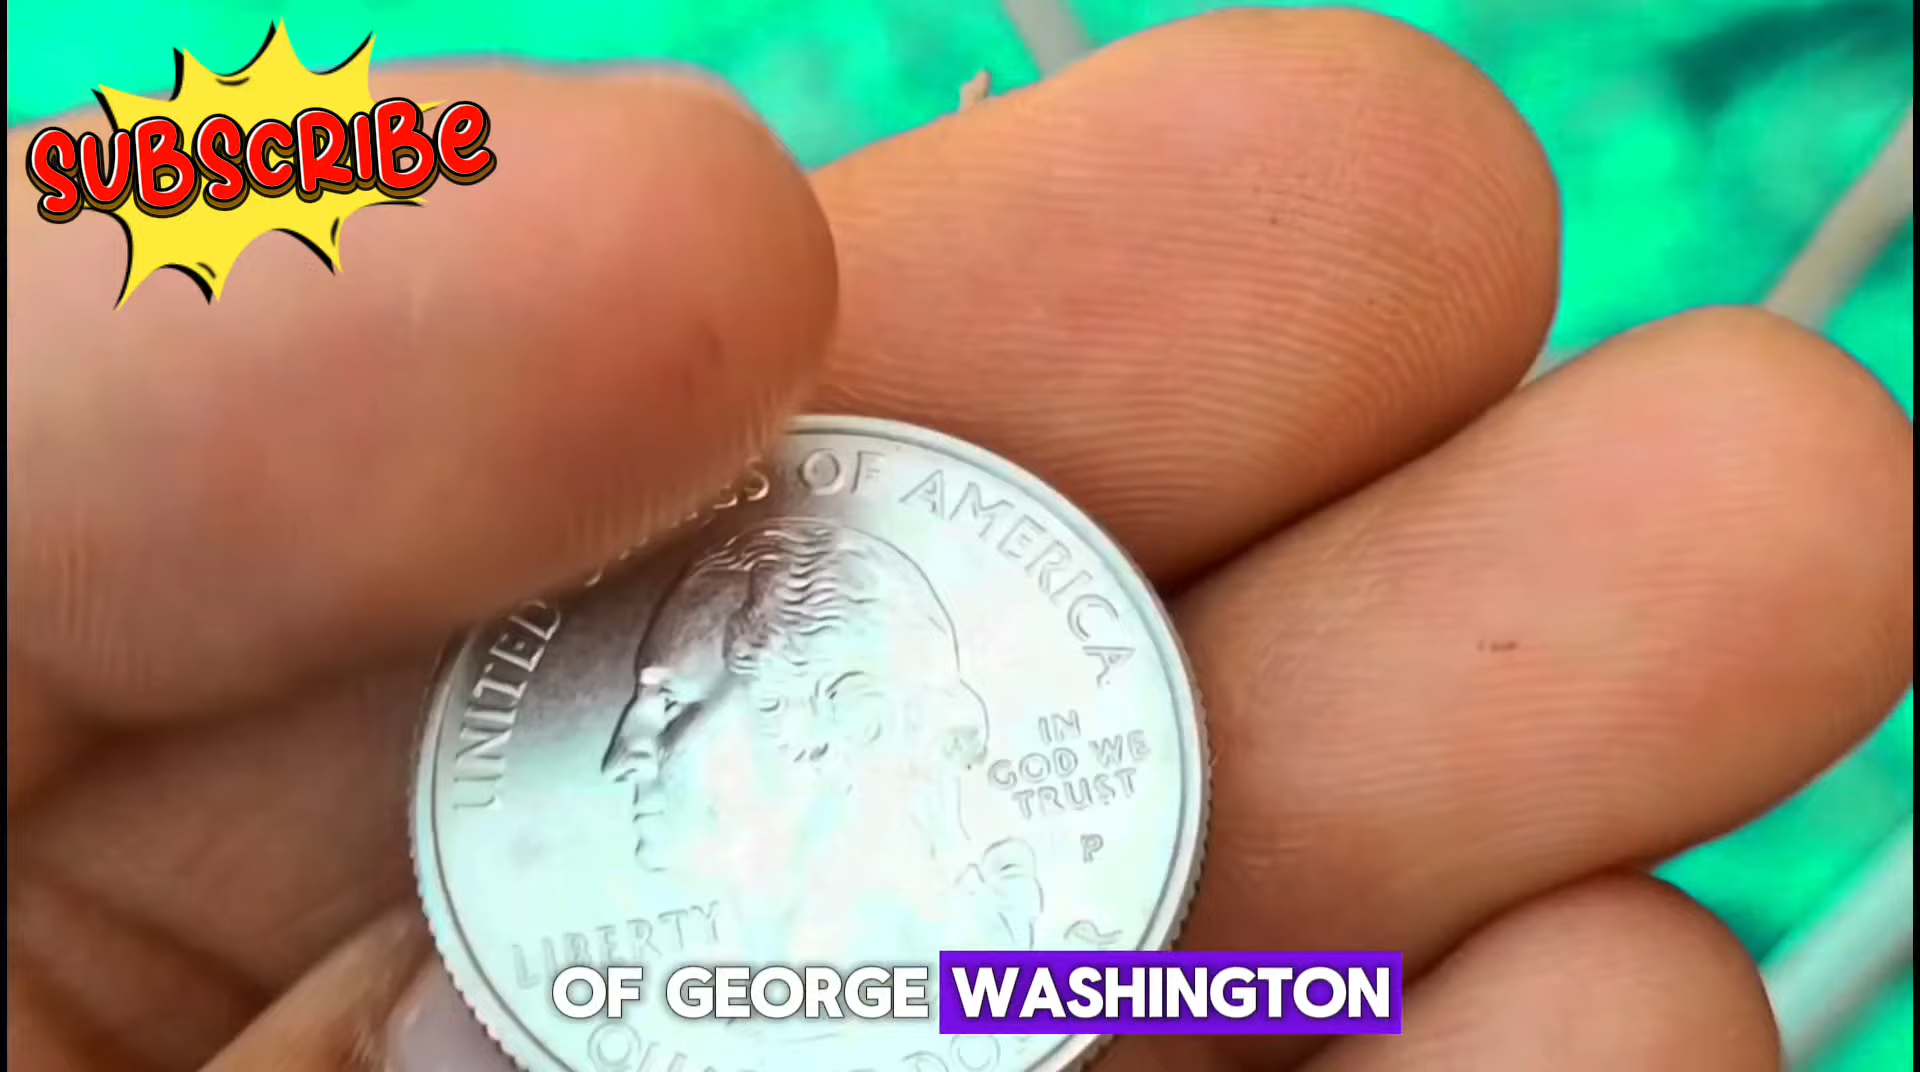 SUBSCRIBE
UNITED
OF AMERICA
IN
GOD WE
TRUST
P
LIBERTY
OF GEORGE WASHINGTON